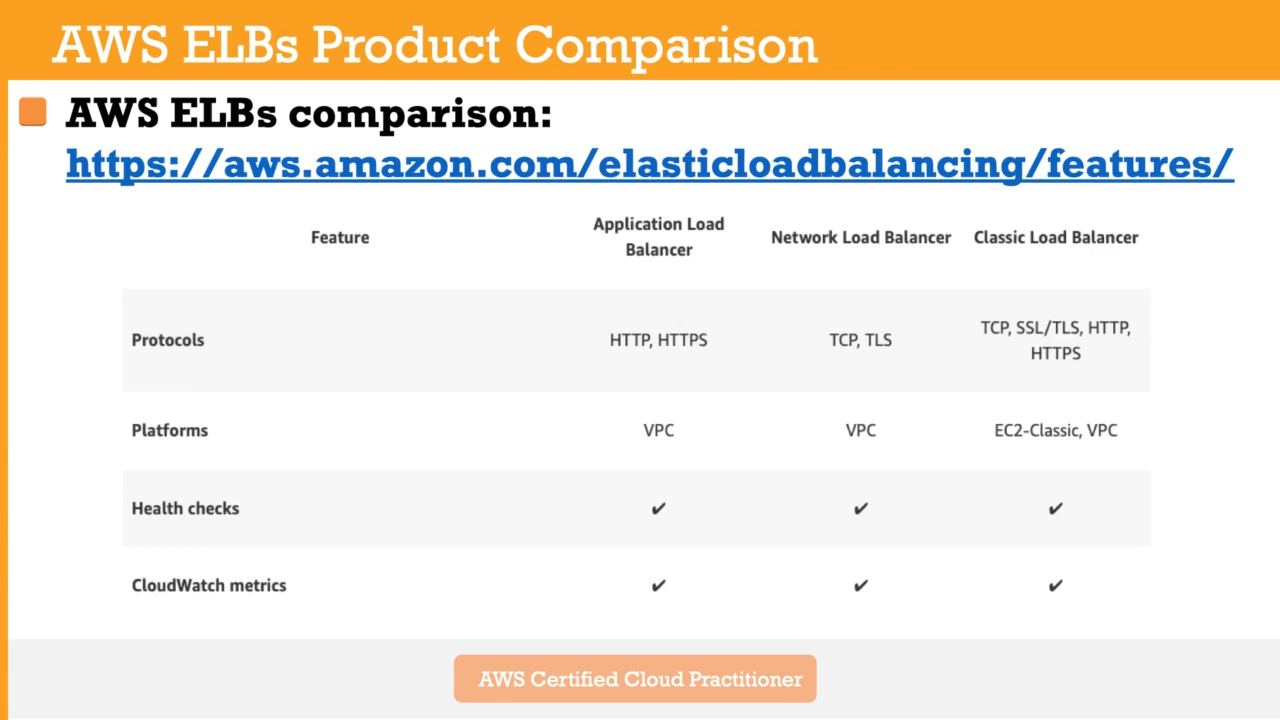 AWS ELBs Product Comparison
AWS ELBs comparison:
https://aws.amazon.com/elasticloadbalancing/features/
Feature
Application Load
Balancer
Network Load Balancer
Classic Load Balancer
Protocols
HTTP, HTTPS
TCP, TLS
TCP, SSL/TLS, HTTP,
HTTPS
Platforms
VPC
VPC
EC2-Classic, VPC
Health checks
✔
✔
✔
CloudWatch metrics
✔
✔
✔
AWS Certified Cloud Practitioner